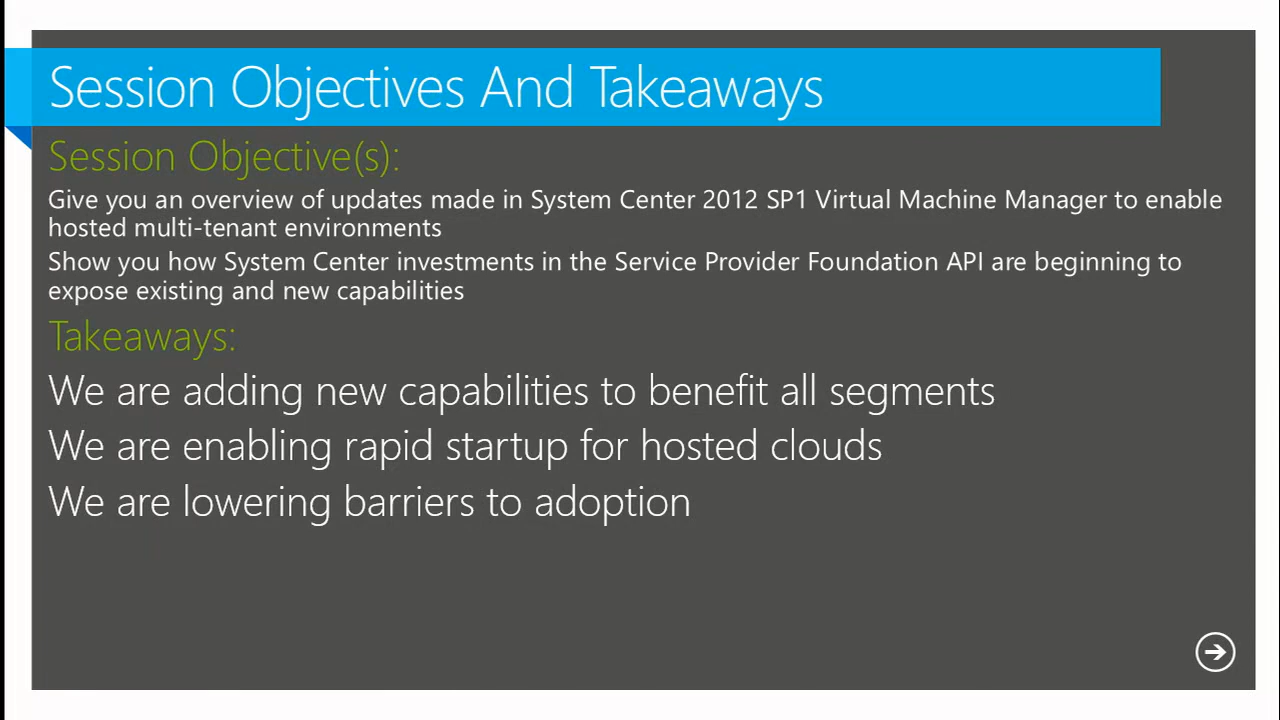 Session Objectives And Takeaways
Session Objective(s):
Give you an overview of updates made in System Center 2012 SP1 Virtual Machine Manager to enable
hosted multi-tenant environments
Show you how System Center investments in the Service Provider Foundation API are beginning to
expose existing and new capabilities
Takeaways:
We are adding new capabilities to benefit all segments
We are enabling rapid startup for hosted clouds
We are lowering barriers to adoption